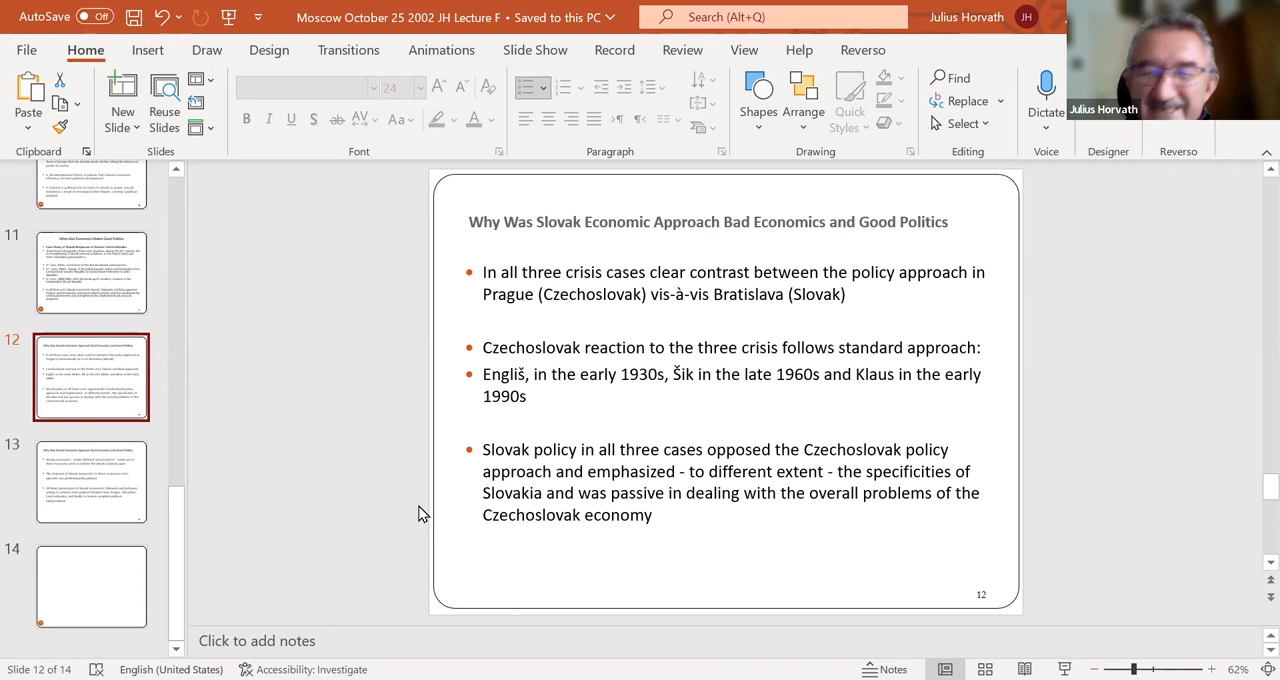 AutoSave Off Moscow October 25 2002 JH Lecture F • Saved to this PC Search (Alt+Q) Julius Horvath JH
File Home Insert Draw Design Transitions Animations Slide Show Record Review View Help Reverso
Paste New Slide Reuse Slides 24 Shapes Arrange Quick Styles Find Replace Select Dictate
Clipboard Slides Font Paragraph Drawing Editing Voice Designer Reverso
Julius Horvath
11
12
13
14
Why Was Slovak Economic Approach Bad Economics and Good Politics
In all three crisis cases clear contrast between the policy approach in
Prague (Czechoslovak) vis-à-vis Bratislava (Slovak)
Czechoslovak reaction to the three crisis follows standard approach:
Engliš, in the early 1930s, Šik in the late 1960s and Klaus in the early
1990s
Slovak policy in all three cases opposed the Czechoslovak policy
approach and emphasized - to different extent - the specificities of
Slovakia and was passive in dealing with the overall problems of the
Czechoslovak economy
12
Click to add notes
Slide 12 of 14 English (United States) Accessibility: Investigate Notes 62%